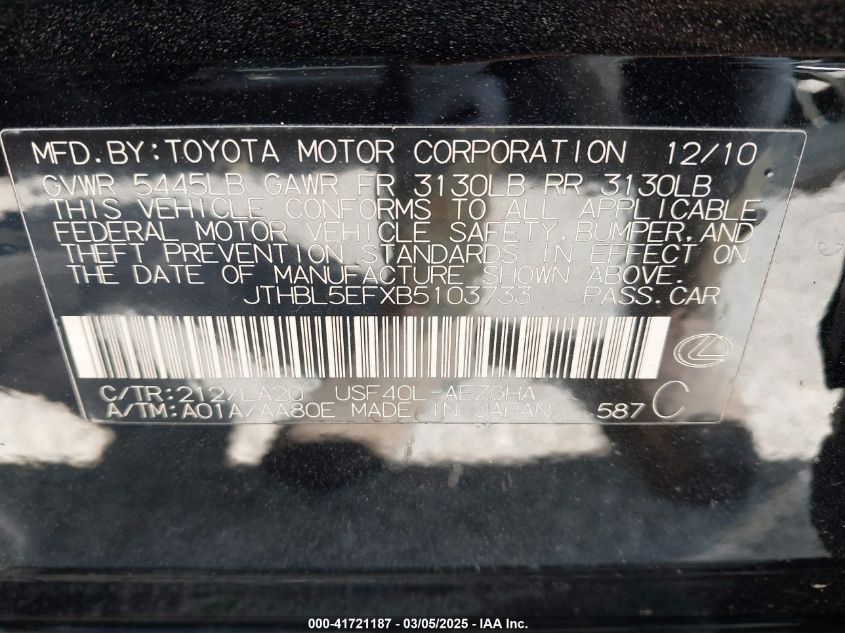 MFD.BY:TOYOTA MOTOR CORPORATION 12/10
GVWR 5445LB GAWR FR 3130LB RR 3130LB
THIS VEHICLE CONFORMS TO ALL APPLICABLE
FEDERAL MOTOR VEHICLE SAFETY,BUMPER,AND
THEFT PREVENTION STANDARDS IN EFFECT ON
THE DATE OF MANUFACTURE SHOWN ABOVE.
JTHBL5EFXB5103733 PASS.CAR
C/TR:212/LA20 USF40L-AEZGHA
A/TM:A01A/AA80E MADE IN JAPAN 587 C
000-41721187 - 03/05/2025 - IAA Inc.